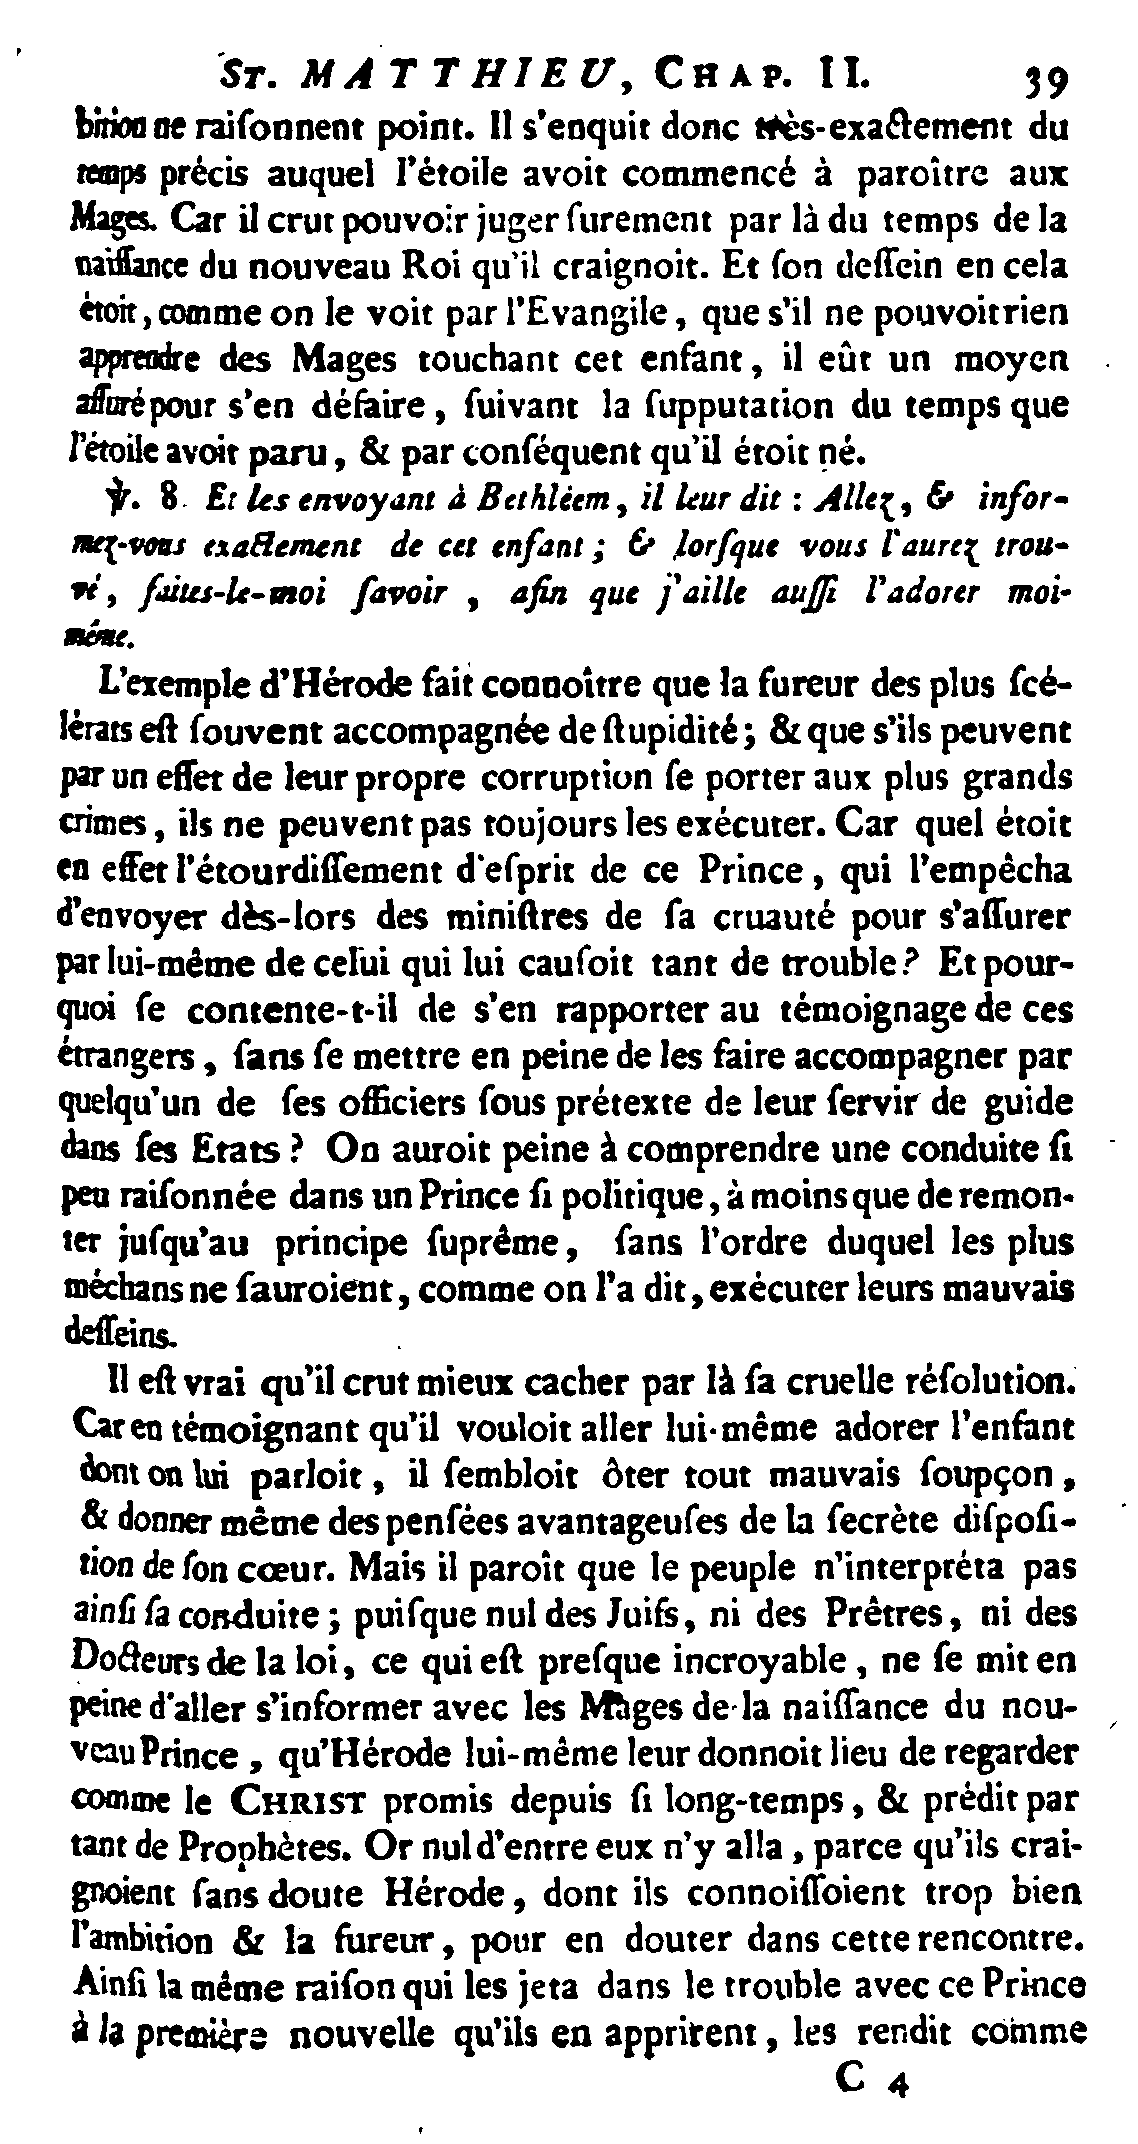 ST. MATTHIEU, CHAP. II. 39
bition ne raiſonnent point. Il s'enquit donc très-exactement du
temps précis auquel l'étoile avoit commencé à paroître aux
Mages. Car il crut pouvoir juger ſurement par là du temps de la
naiſſance du nouveau Roi qu'il craignoit. Et ſon deſſein en cela
étoit, comme on le voit par l'Evangile, que s'il ne pouvoit rien
apprendre des Mages touchant cet enfant, il eût un moyen
aſſuré pour s'en défaire, ſuivant la ſupputation du temps que
l'étoile avoit paru, & par conſéquent qu'il étoit né.
℣. 8. Et les envoyant à Bethléem, il leur dit : Allez, & infor-
mez-vous exactement de cet enfant ; & lorſque vous l'aurez trou-
vé, faites-le-moi ſavoir, afin que j'aille auſſi l'adorer moi-
même.
L'exemple d'Hérode fait connoître que la fureur des plus ſcé-
lérats eſt ſouvent accompagnée de ſtupidité ; & que s'ils peuvent
par un effet de leur propre corruption ſe porter aux plus grands
crimes, ils ne peuvent pas toujours les exécuter. Car quel étoit
en effet l'étourdiſſement d'eſprit de ce Prince, qui l'empêcha
d'envoyer dès-lors des miniſtres de ſa cruauté pour s'aſſurer
par lui-même de celui qui lui cauſoit tant de trouble ? Et pour-
quoi ſe contente-t-il de s'en rapporter au témoignage de ces
étrangers, ſans ſe mettre en peine de les faire accompagner par
quelqu'un de ſes officiers ſous prétexte de leur ſervir de guide
dans ſes Etats ? On auroit peine à comprendre une conduite ſi
peu raiſonnée dans un Prince ſi politique, à moins que de remon-
ter juſqu'au principe ſuprême, ſans l'ordre duquel les plus
méchans ne ſauroient, comme on l'a dit, exécuter leurs mauvais
deſſeins.
Il eſt vrai qu'il crut mieux cacher par là ſa cruelle réſolution.
Car en témoignant qu'il vouloit aller lui-même adorer l'enfant
dont on lui parloit, il ſembloit ôter tout mauvais ſoupçon,
& donner même des penſées avantageuſes de la ſecrète diſpoſi-
tion de ſon cœur. Mais il paroît que le peuple n'interpréta pas
ainſi ſa conduite ; puiſque nul des Juifs, ni des Prêtres, ni des
Docteurs de la loi, ce qui eſt preſque incroyable, ne ſe mit en
peine d'aller s'informer avec les Mages de la naiſſance du nou-
veau Prince, qu'Hérode lui-même leur donnoit lieu de regarder
comme le CHRIST promis depuis ſi long-temps, & prédit par
tant de Prophètes. Or nul d'entre eux n'y alla, parce qu'ils crai-
gnoient ſans doute Hérode, dont ils connoiſſoient trop bien
l'ambition & la fureur, pour en douter dans cette rencontre.
Ainſi la même raiſon qui les jeta dans le trouble avec ce Prince
à la première nouvelle qu'ils en apprirent, les rendit comme
C 4